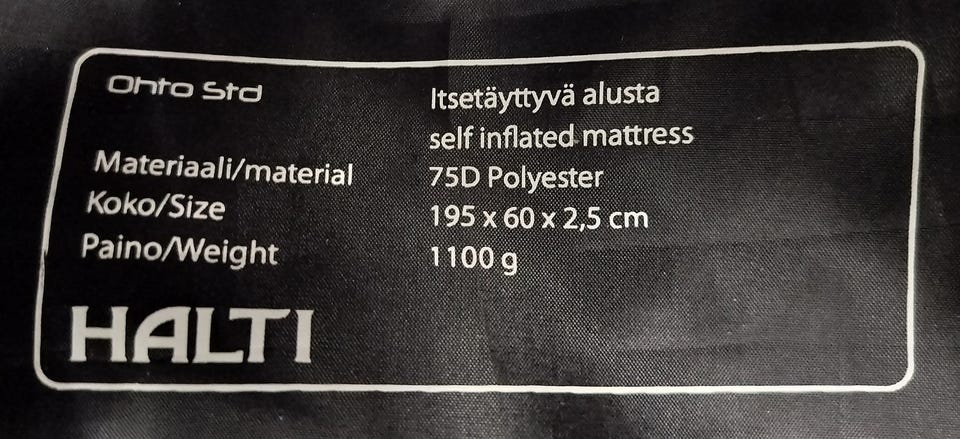 Ohto Std
Itsetäyttyvä alusta
self inflated mattress
Materiaali/material 75D Polyester
Koko/Size 195 x 60 x 2,5 cm
Paino/Weight 1100 g
HALTI